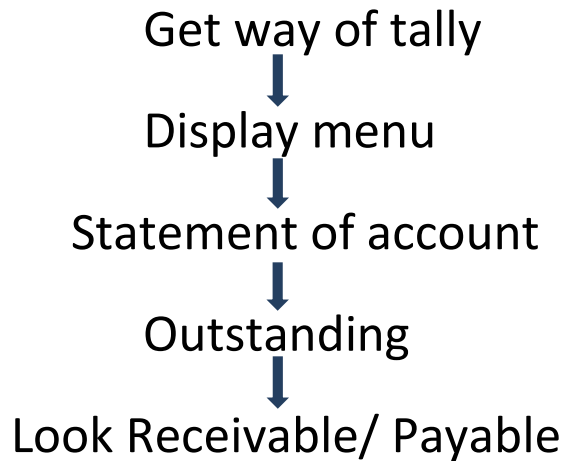 Get way of tally
Display menu
Statement of account
Outstanding
Look Receivable/ Payable